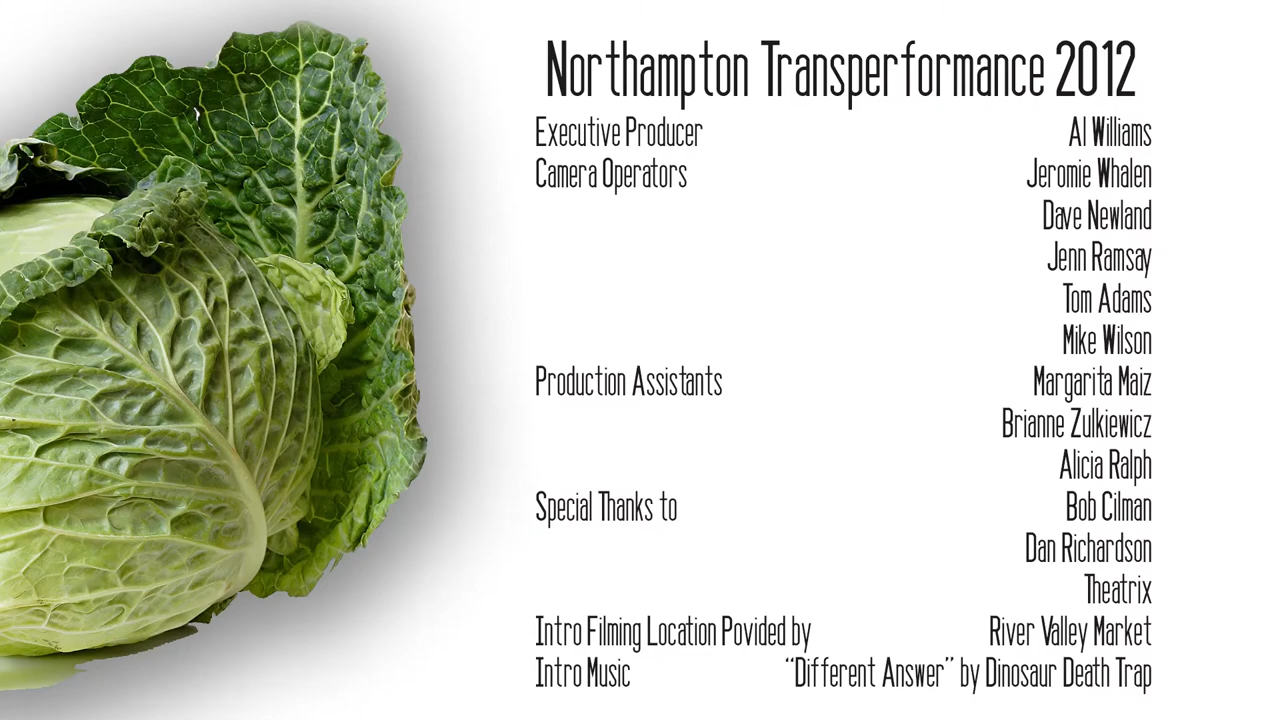 Northampton Transperformance 2012
Executive Producer Al Williams
Camera Operators Jeromie Whalen
Dave Newland
Jenn Ramsay
Tom Adams
Mike Wilson
Production Assistants Margarita Maiz
Brianne Zulkiewicz
Alicia Ralph
Special Thanks to Bob Cilman
Dan Richardson
Theatrix
Intro Filming Location Povided by River Valley Market
Intro Music “Different Answer” by Dinosaur Death Trap